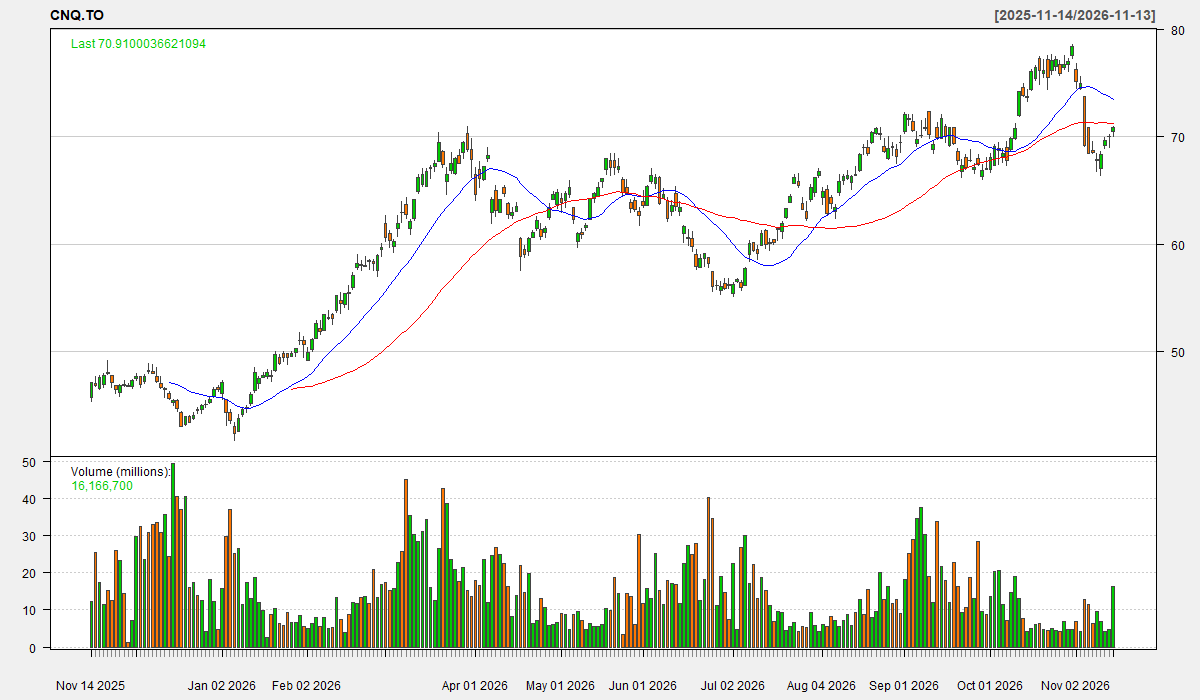 CNQ.TO [2025-11-14/2026-11-13]
Last 70.9100036621094
80
70
60
50
Volume (millions):
16,166,700
50
40
30
20
10
0
Nov 14 2025 Jan 02 2026 Feb 02 2026 Apr 01 2026 May 01 2026 Jun 01 2026 Jul 02 2026 Aug 04 2026 Sep 01 2026 Oct 01 2026 Nov 02 2026